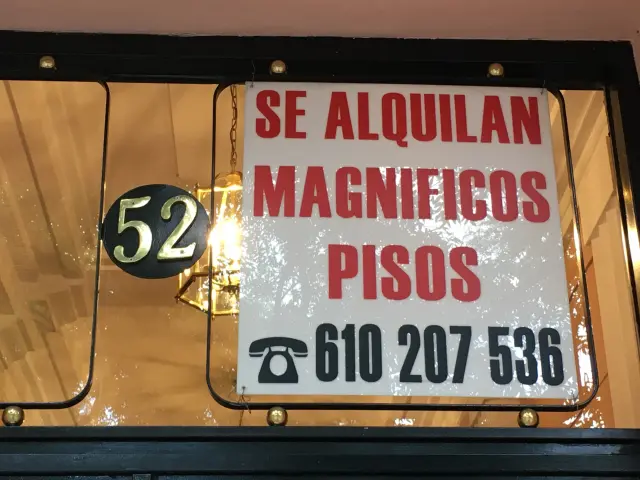 52
SE ALQUILAN
MAGNIFICOS
PISOS
610 207 536